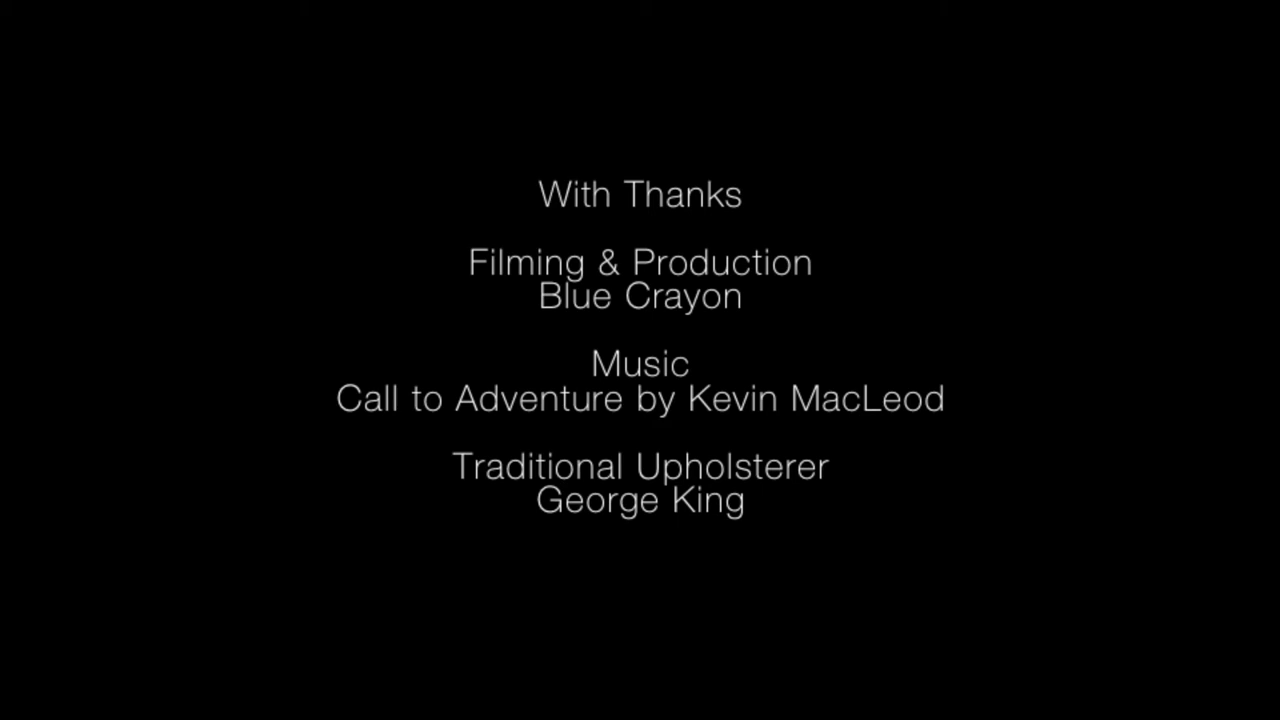 With Thanks
Filming & Production
Blue Crayon
Music
Call to Adventure by Kevin MacLeod
Traditional Upholsterer
George King